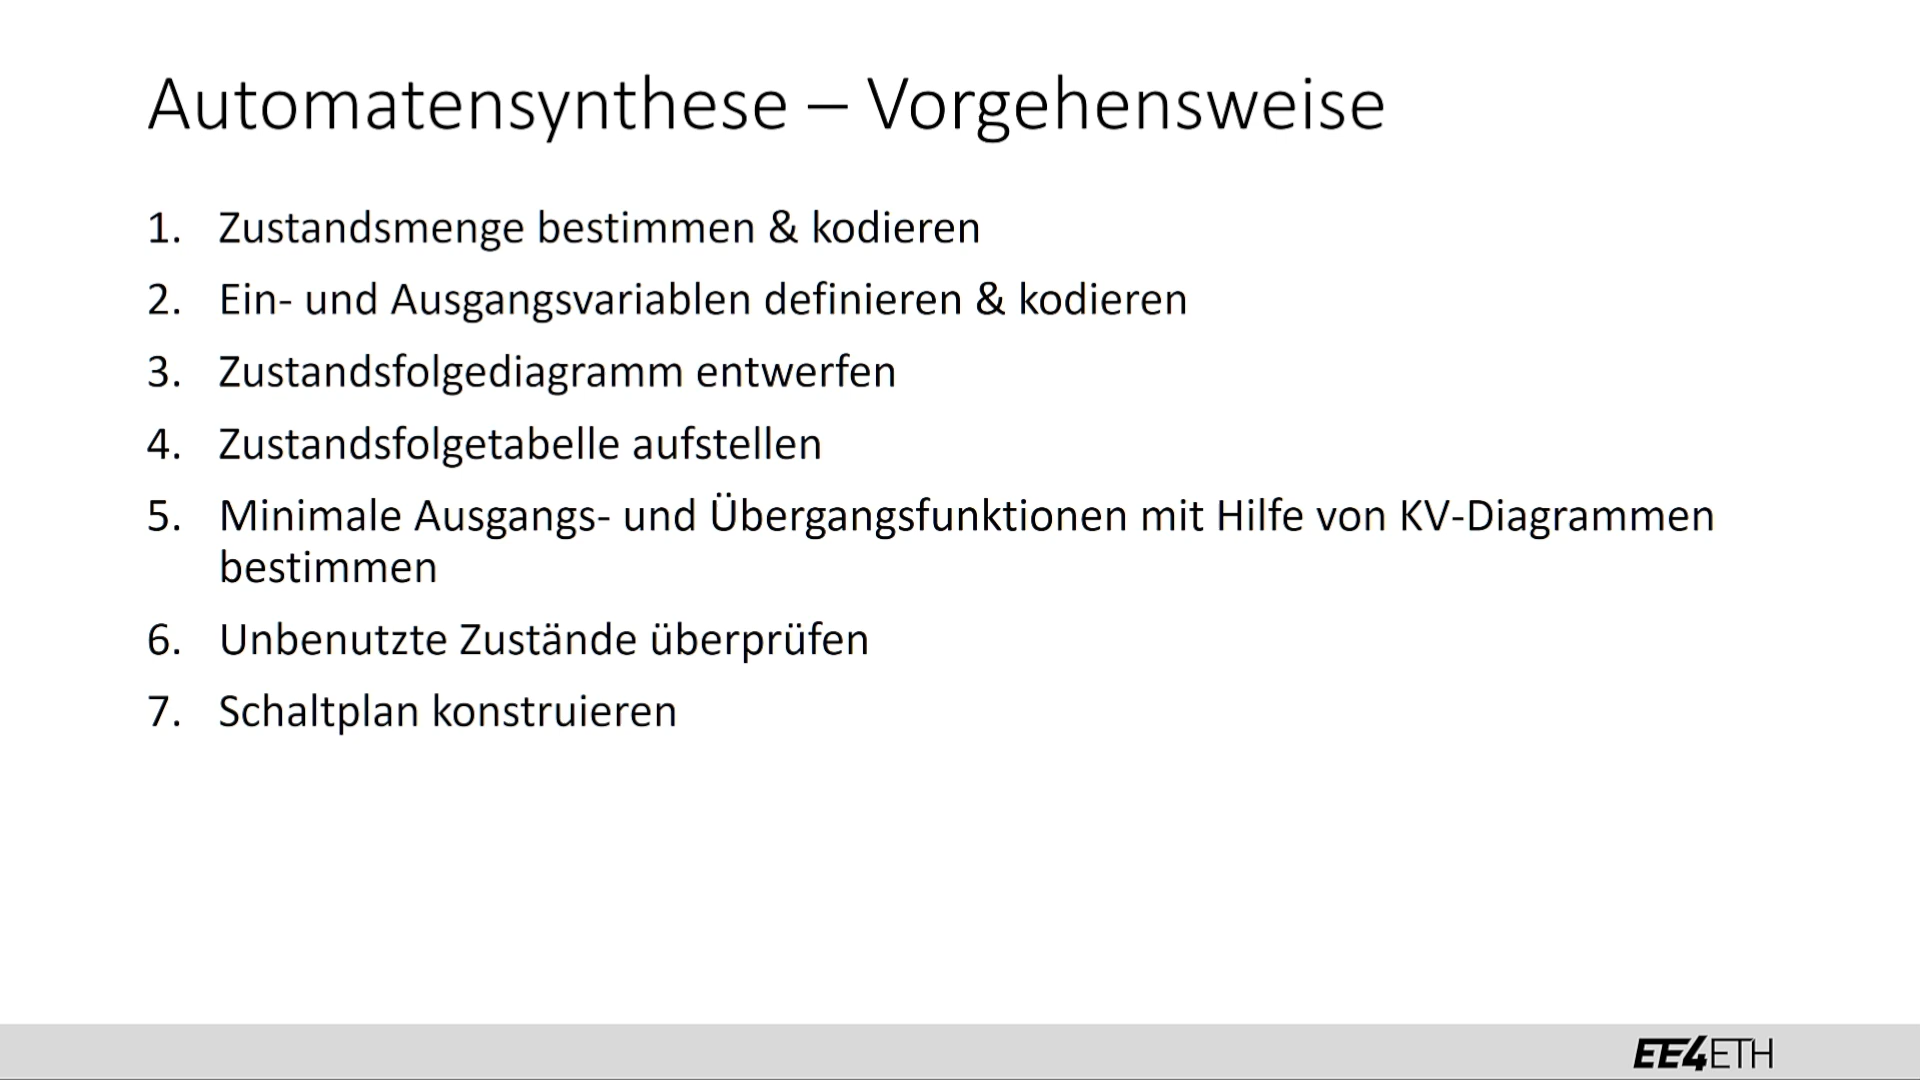 Automatensynthese – Vorgehensweise
1. Zustandsmenge bestimmen & kodieren
2. Ein- und Ausgangsvariablen definieren & kodieren
3. Zustandsfolgediagramm entwerfen
4. Zustandsfolgetabelle aufstellen
5. Minimale Ausgangs- und Übergangsfunktionen mit Hilfe von KV-Diagrammen
bestimmen
6. Unbenutzte Zustände überprüfen
7. Schaltplan konstruieren
EE4ETH